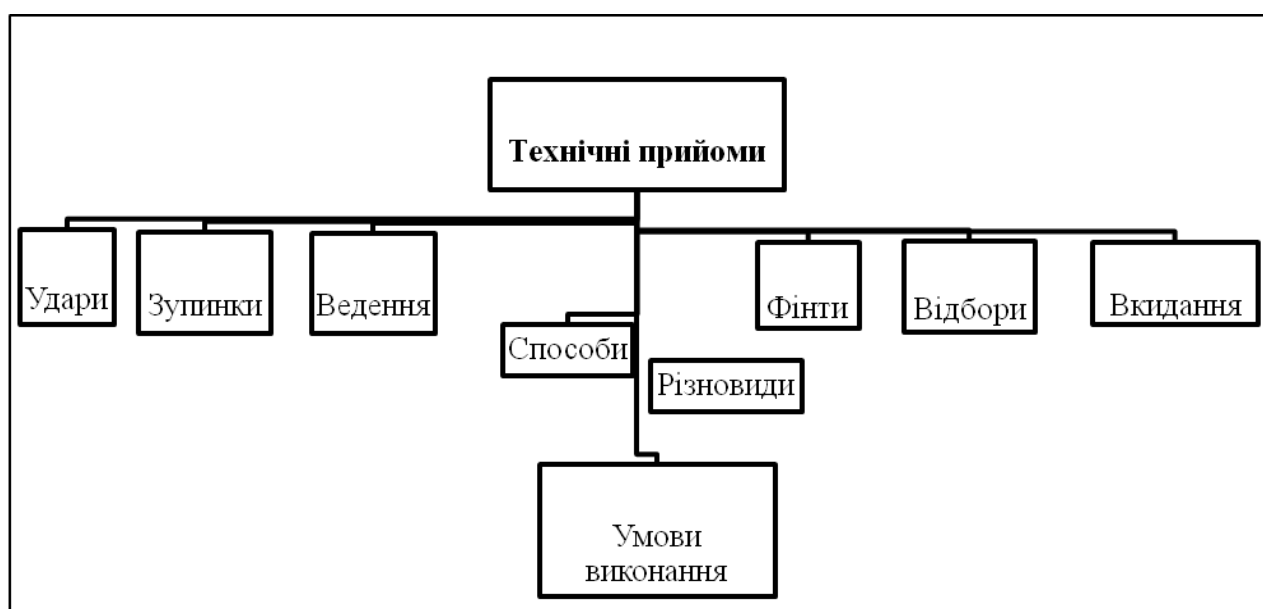 Технічні прийоми
Удари
Зупинки
Ведення
Фінти
Відбори
Вкидання
Способи
Різновиди
Умови
виконання